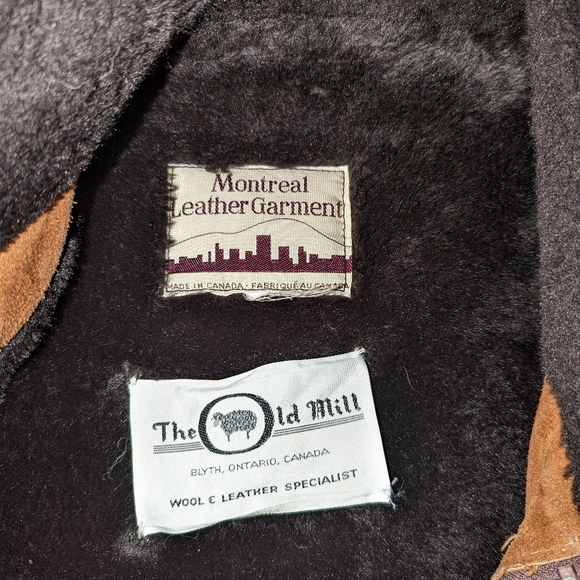 Montreal
Leather Garment
MADE IN CANADA · FABRIQUÉ AU CANADA
The Old Mill
BLYTH, ONTARIO, CANADA
WOOL & LEATHER SPECIALIST